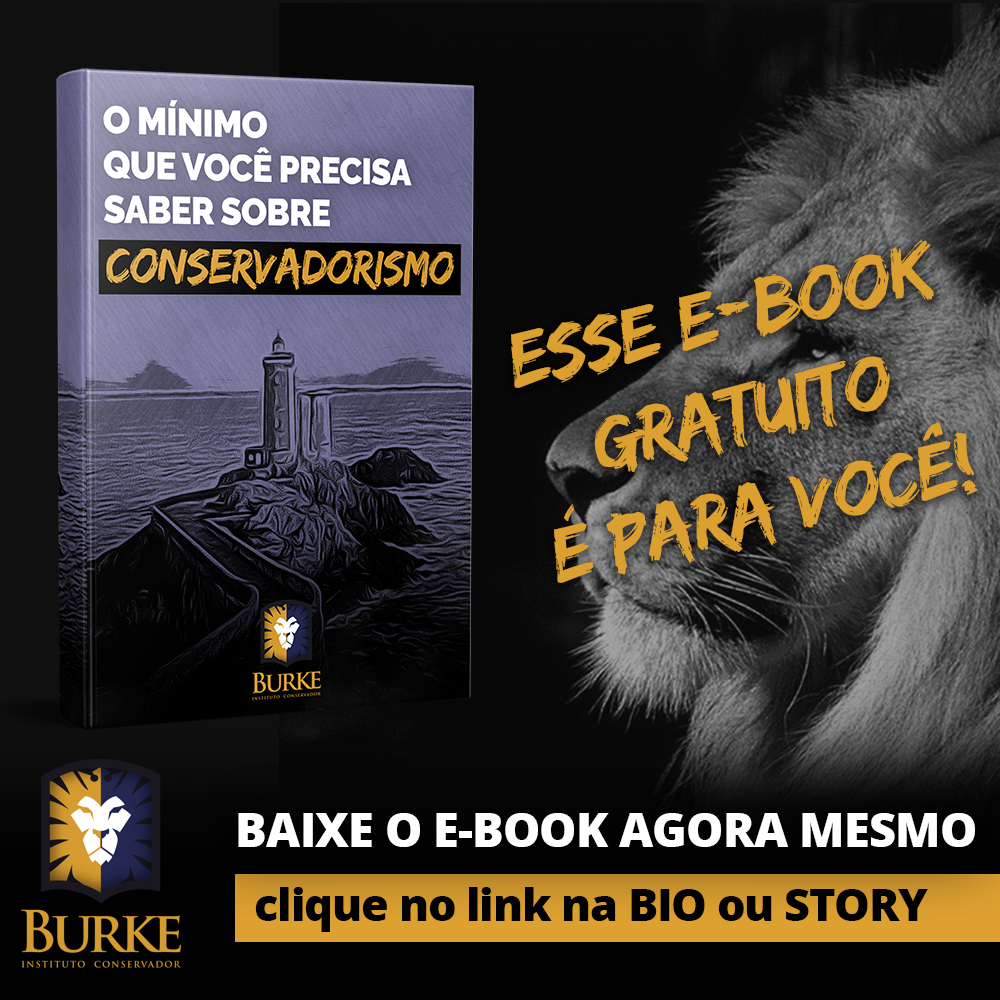 O MÍNIMO
QUE VOCÊ PRECISA
SABER SOBRE
CONSERVADORISMO
BURKE
INSTITUTO CONSERVADOR
ESSE E-BOOK
GRATUITO
É PARA VOCÊ!
BAIXE O E-BOOK AGORA MESMO
clique no link na BIO ou STORY
BURKE
INSTITUTO CONSERVADOR